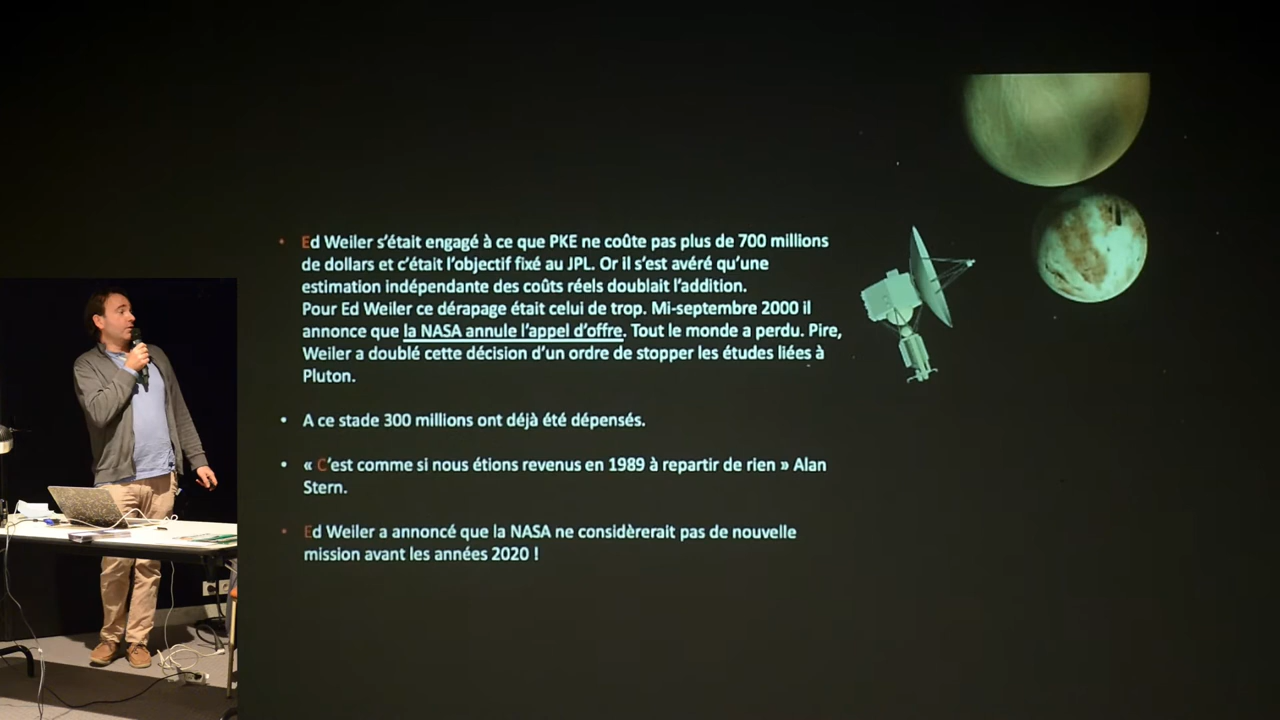 • Ed Weiler s'était engagé à ce que PKE ne coûte pas plus de 700 millions
de dollars et c'était l'objectif fixé au JPL. Or il s'est avéré qu'une
estimation indépendante des coûts réels doublait l'addition.
Pour Ed Weiler ce dérapage était celui de trop. Mi-septembre 2000 il
annonce que la NASA annule l'appel d'offre. Tout le monde a perdu. Pire,
Weiler a doublé cette décision d'un ordre de stopper les études liées à
Pluton.
• A ce stade 300 millions ont déjà été dépensés.
• « C'est comme si nous étions revenus en 1989 à repartir de rien » Alan
Stern.
• Ed Weiler a annoncé que la NASA ne considèrerait pas de nouvelle
mission avant les années 2020 !